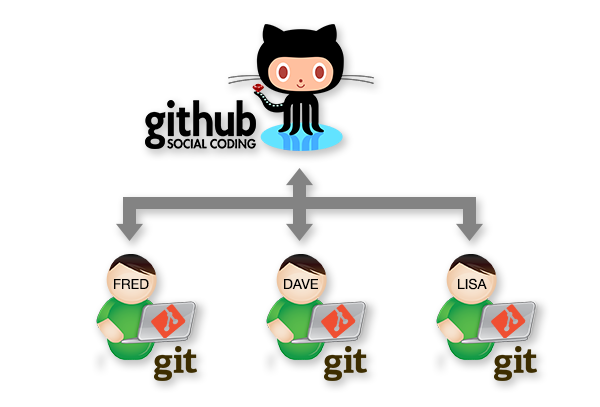 github
SOCIAL CODING
FRED
DAVE
LISA
git
git
git